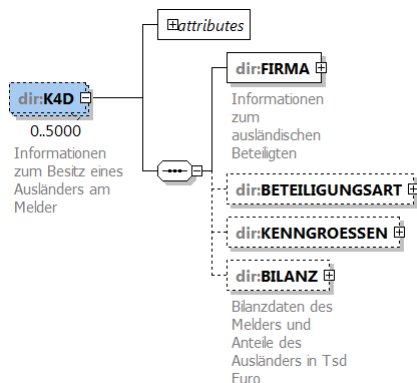 attributes
dir:K4D
0..5000
Informationen
zum Besitz eines
Ausländers am
Melder
dir:FIRMA
Informationen
zum
ausländischen
Beteiligten
dir:BETEILIGUNGSART
dir:KENNGROESSEN
dir:BILANZ
Bilanzdaten des
Melders und
Anteile des
Ausländers in Tsd
Euro